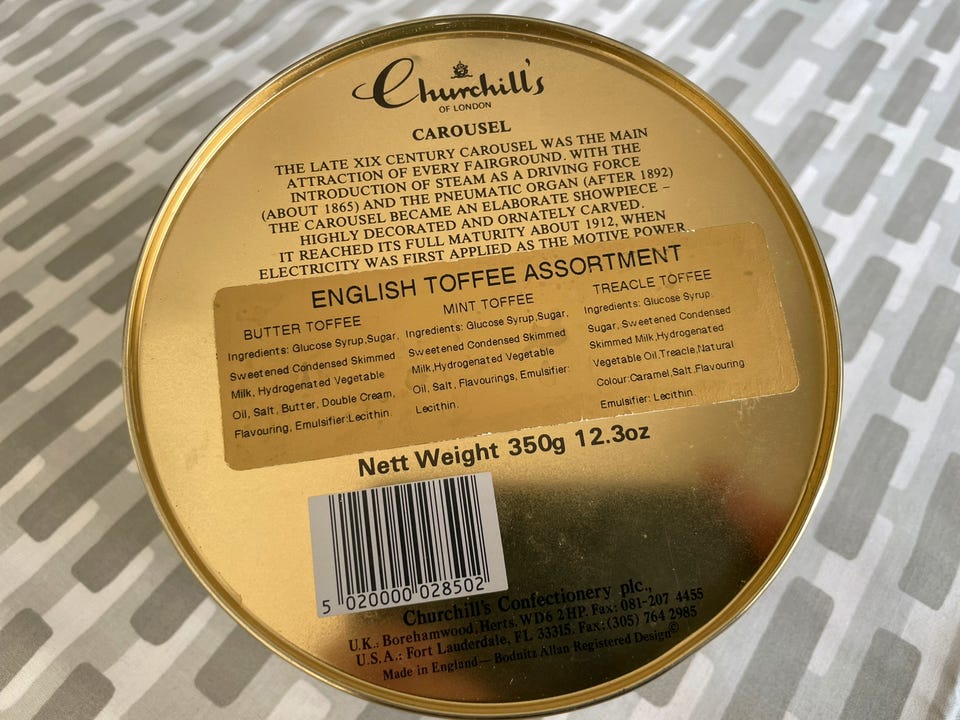 Churchill's
OF LONDON
CAROUSEL
THE LATE XIX CENTURY CAROUSEL WAS THE MAIN
ATTRACTION OF EVERY FAIRGROUND. WITH THE
INTRODUCTION OF STEAM AS A DRIVING FORCE
(ABOUT 1865) AND THE PNEUMATIC ORGAN (AFTER 1892)
THE CAROUSEL BECAME AN ELABORATE SHOWPIECE –
HIGHLY DECORATED AND ORNATELY CARVED.
IT REACHED ITS FULL MATURITY ABOUT 1912, WHEN
ELECTRICITY WAS FIRST APPLIED AS THE MOTIVE POWER.
ENGLISH TOFFEE ASSORTMENT
BUTTER TOFFEE
Ingredients: Glucose Syrup,Sugar,
Sweetened Condensed Skimmed
Milk, Hydrogenated Vegetable
Oil, Salt, Butter, Double Cream,
Flavouring, Emulsifier:Lecithin.
MINT TOFFEE
Ingredients: Glucose Syrup,Sugar,
Sweetened Condensed Skimmed
Milk,Hydrogenated Vegetable
Oil, Salt, Flavourings, Emulsifier:
Lecithin.
TREACLE TOFFEE
Ingredients: Glucose Syrup,
Sugar, Sweetened Condensed
Skimmed Milk,Hydrogenated
Vegetable Oil,Treacle,Natural
Colour:Caramel,Salt,Flavouring
Emulsifier: Lecithin.
Nett Weight 350g 12.3oz
5 020000 028502
Churchill's Confectionery plc.,
U.K.: Borehamwood, Herts. WD6 2HP. Fax: 081-207 4455
U.S.A.: Fort Lauderdale, FL 33315. Fax: (305) 764 2985
Made in England — Bodnitz Allan Registered Design©